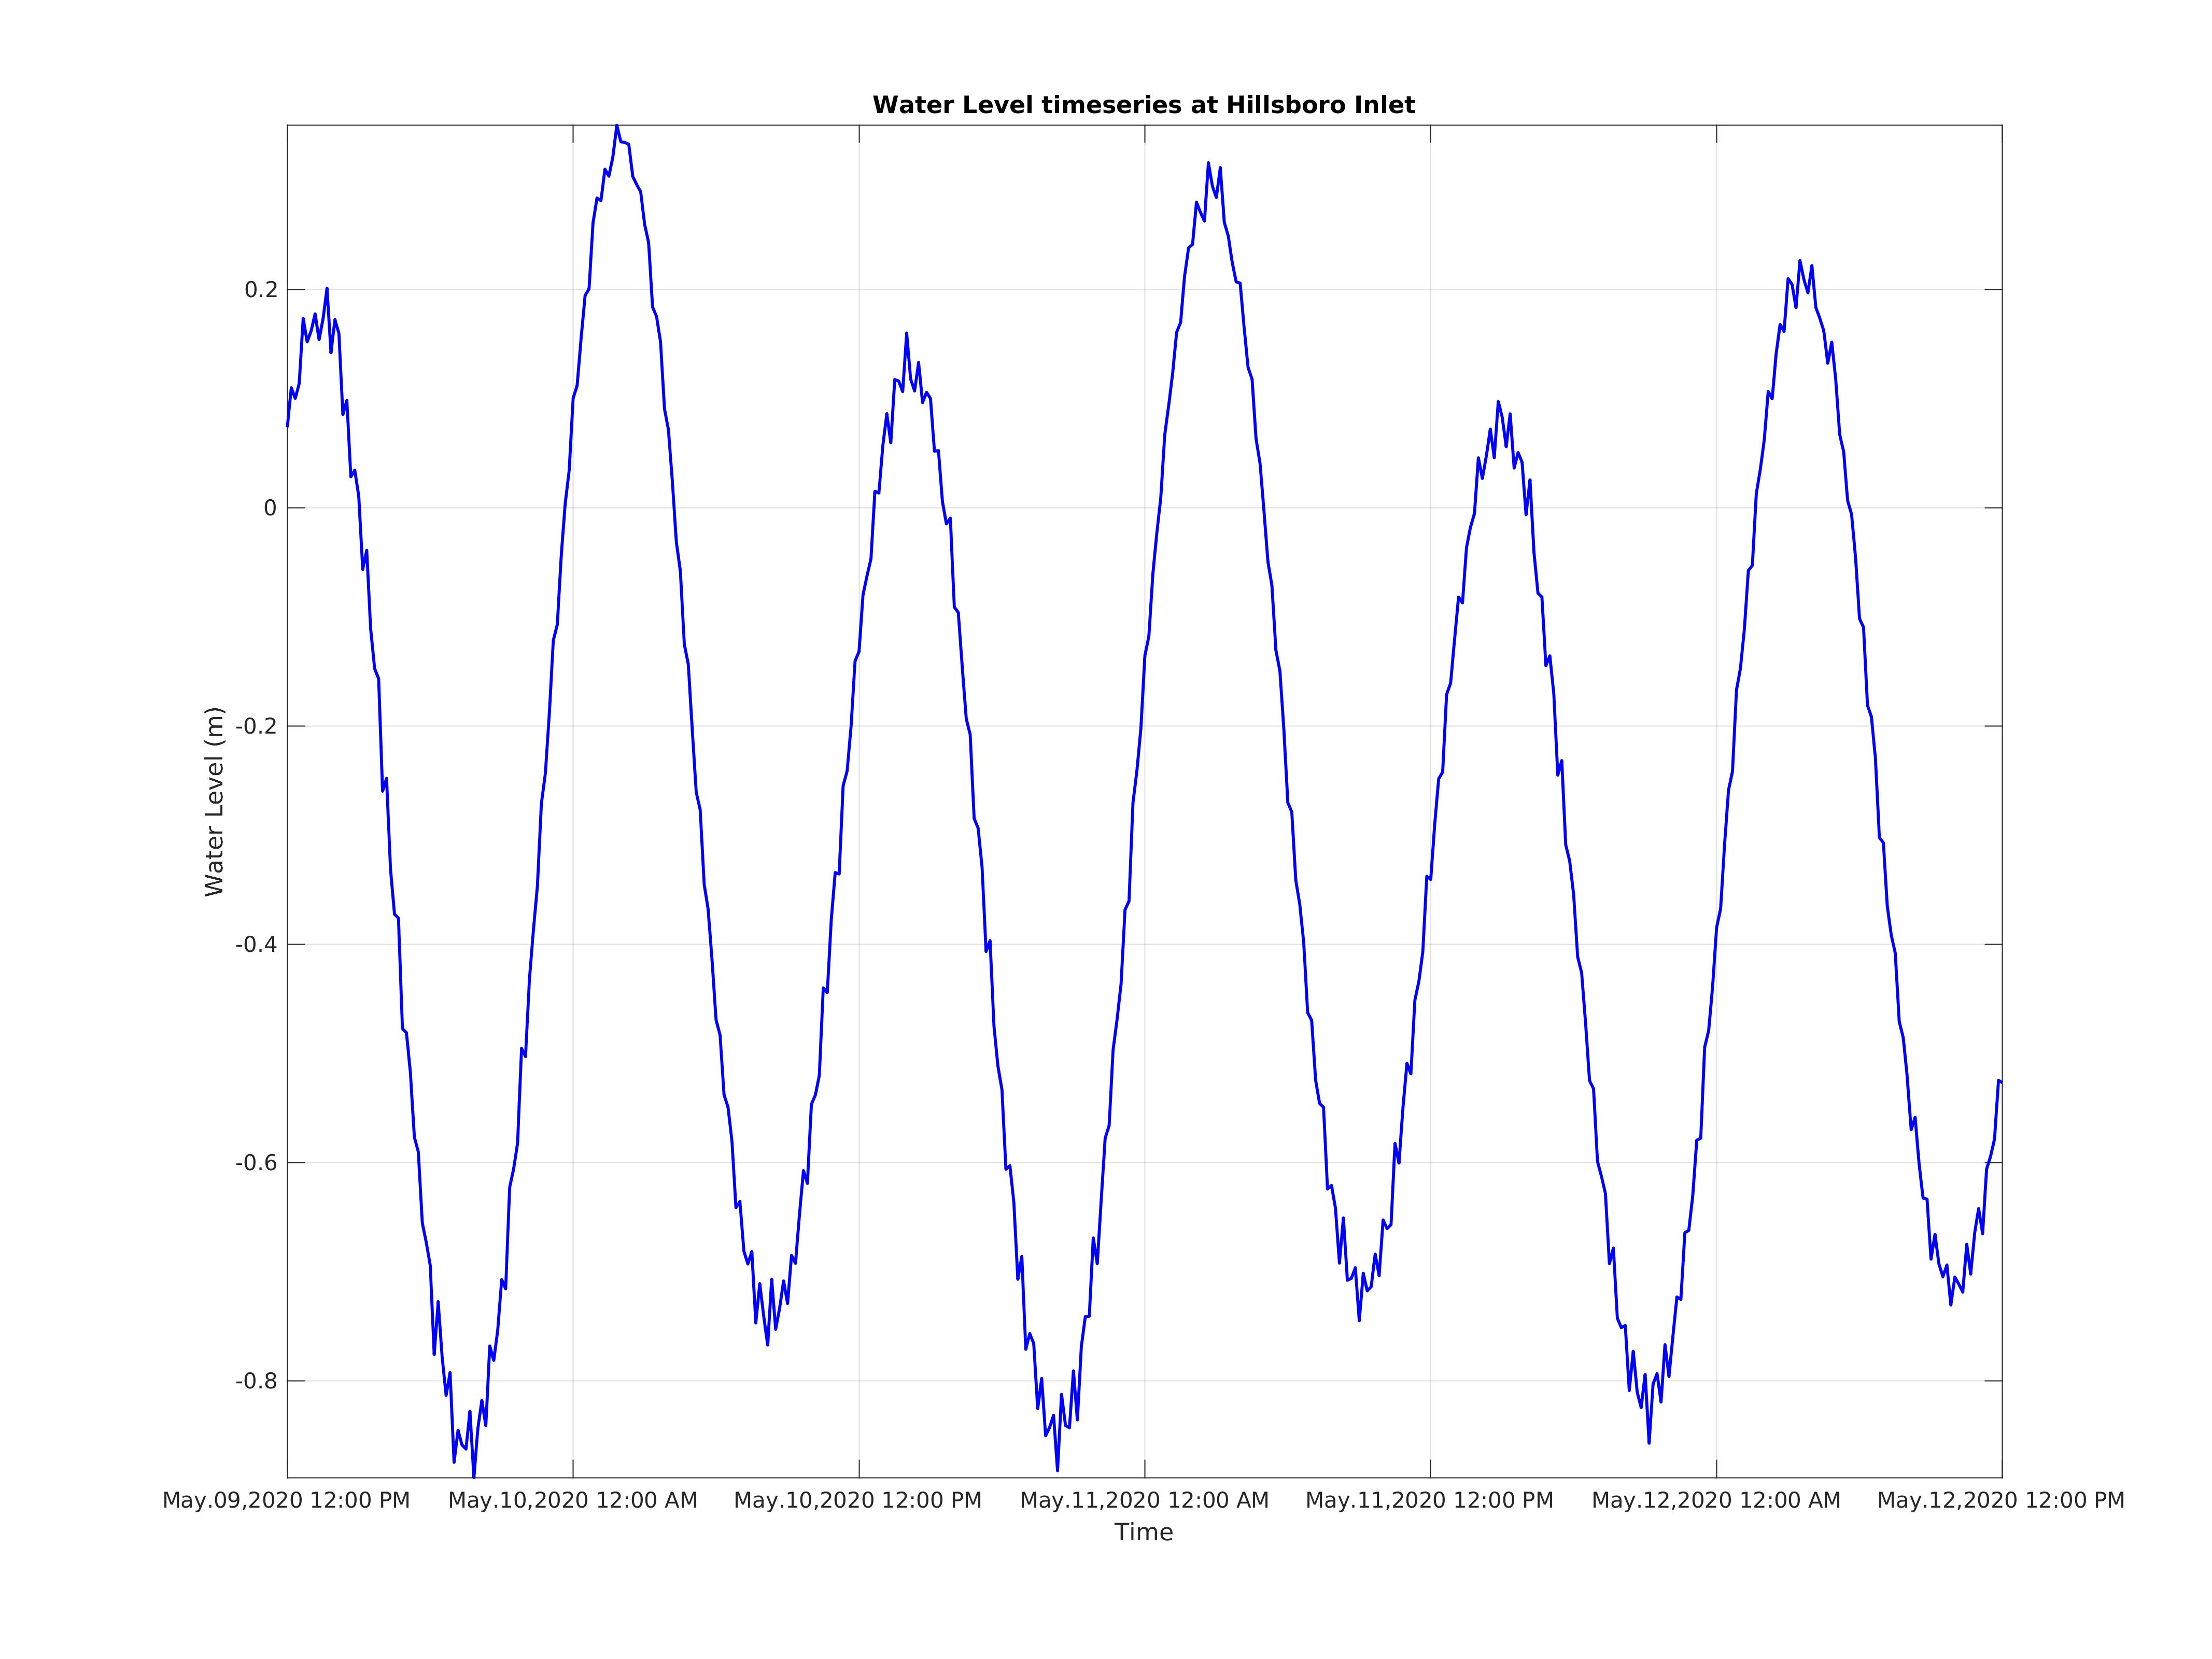 Water Level timeseries at Hillsboro Inlet
0.2
0
-0.2
-0.4
-0.6
-0.8
Water Level (m)
May.09,2020 12:00 PM
May.10,2020 12:00 AM
May.10,2020 12:00 PM
May.11,2020 12:00 AM
May.11,2020 12:00 PM
May.12,2020 12:00 AM
May.12,2020 12:00 PM
Time